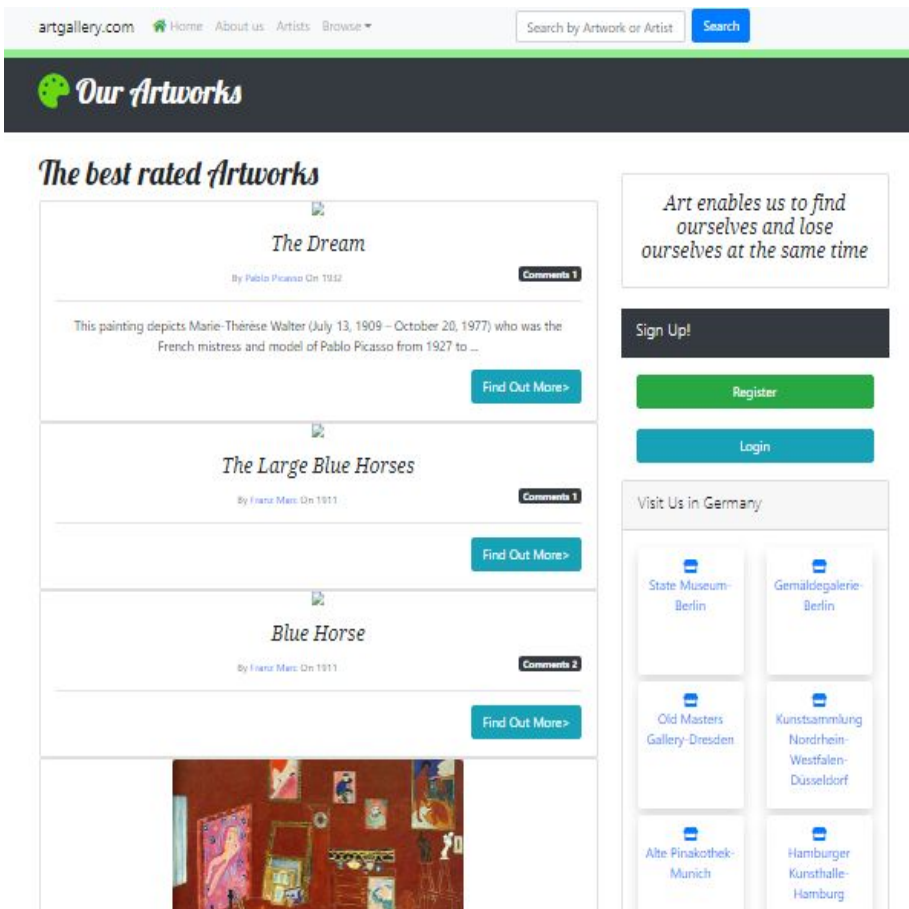 artgallery.com Home About us Artists Browse
Search by Artwork or Artist Search
Our Artworks
The best rated Artworks
The Dream
By Pablo Picasso On 1932
Comments 1
This painting depicts Marie-Thérèse Walter (July 13, 1909 – October 20, 1977) who was the
French mistress and model of Pablo Picasso from 1927 to ...
Find Out More>
The Large Blue Horses
By Franz Marc On 1911
Comments 1
Find Out More>
Blue Horse
By Franz Marc On 1911
Comments 2
Find Out More>
Art enables us to find
ourselves and lose
ourselves at the same time
Sign Up!
Register
Login
Visit Us in Germany
State Museum-
Berlin
Gemäldegalerie-
Berlin
Old Masters
Gallery-Dresden
Kunstsammlung
Nordrhein-
Westfalen-
Düsseldorf
Alte Pinakothek-
Munich
Hamburger
Kunsthalle-
Hamburg